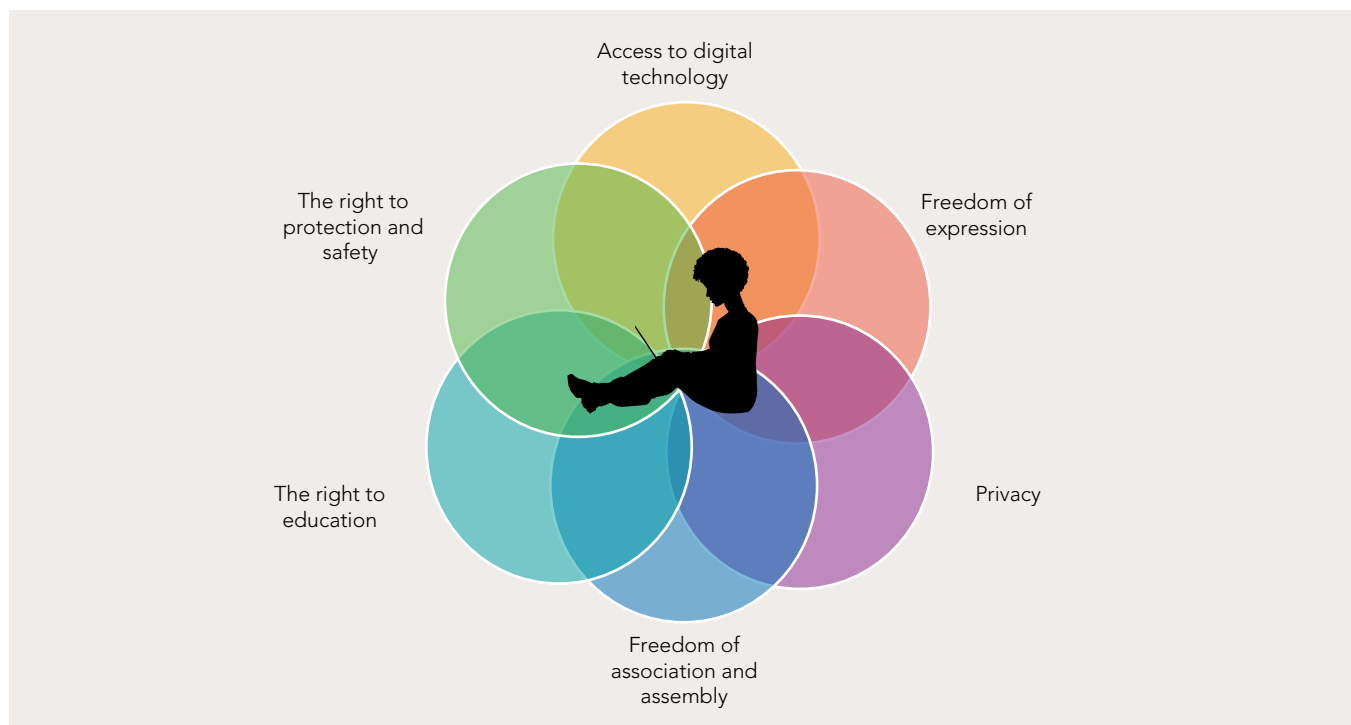 Access to digital
technology
The right to
protection and
safety
Freedom of
expression
The right to
education
Privacy
Freedom of
association and
assembly